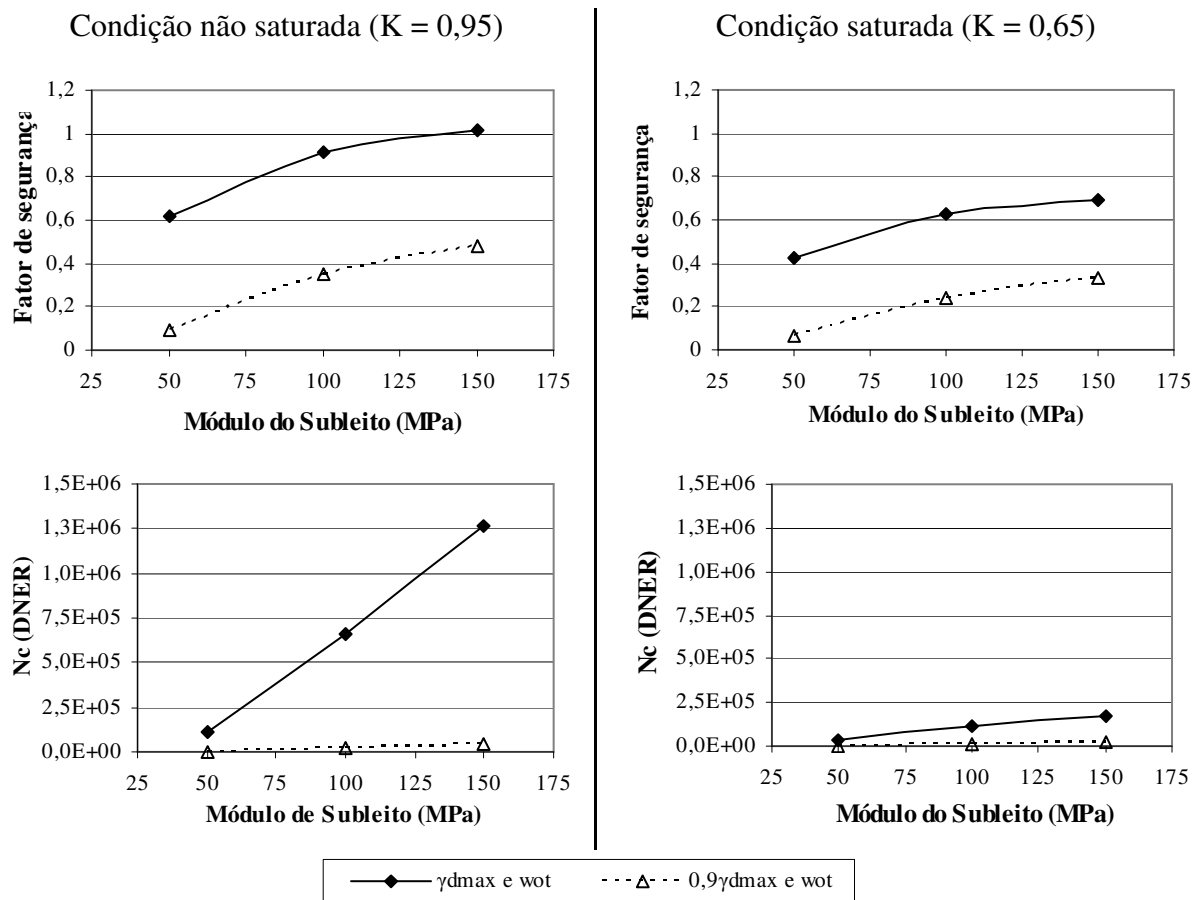 Condição não saturada (K = 0,95)
Condição saturada (K = 0,65)
Fator de segurança
1,2
1
0,8
0,6
0,4
0,2
0
25 50 75 100 125 150 175
Módulo do Subleito (MPa)
Fator de segurança
1,2
1
0,8
0,6
0,4
0,2
0
25 50 75 100 125 150 175
Módulo do Subleito (MPa)
Nc (DNER)
1,5E+06
1,3E+06
1,0E+06
7,5E+05
5,0E+05
2,5E+05
0,0E+00
25 50 75 100 125 150 175
Módulo de Subleito (MPa)
Nc (DNER)
1,5E+06
1,3E+06
1,0E+06
7,5E+05
5,0E+05
2,5E+05
0,0E+00
25 50 75 100 125 150 175
Módulo do Subleito (MPa)
γdmax e wot 0,9γdmax e wot